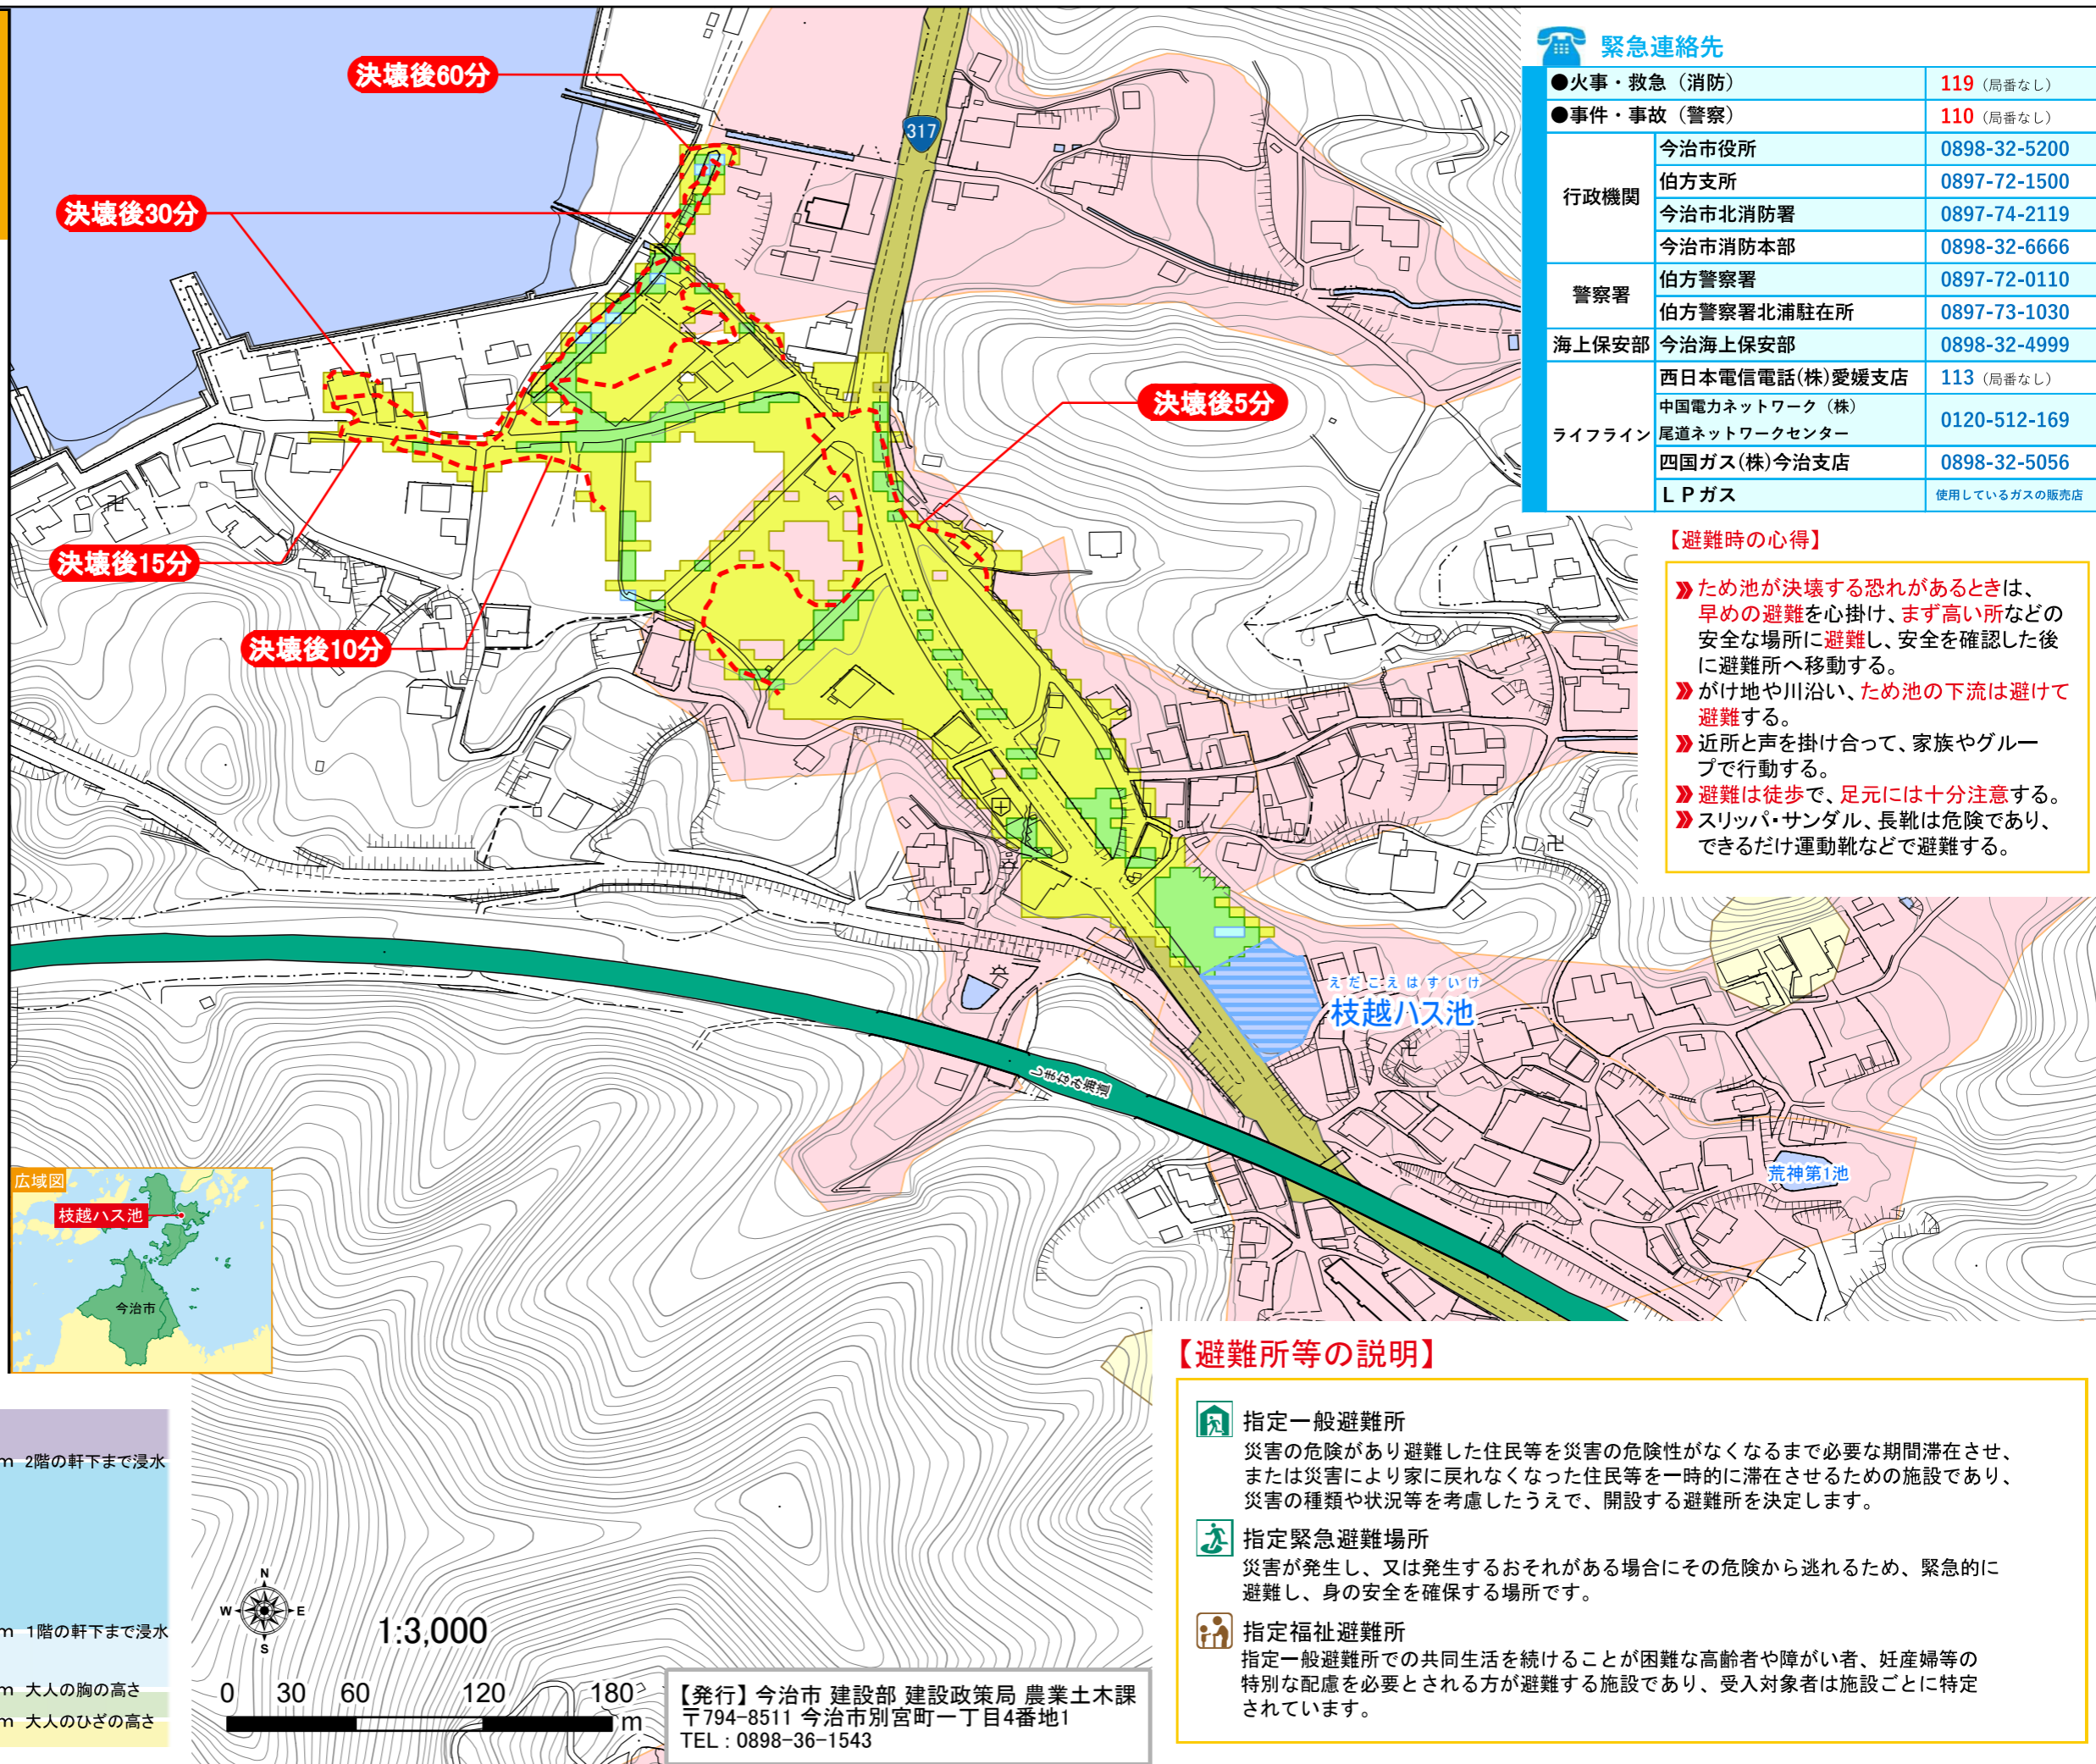 決壊後60分
決壊後30分
決壊後15分
決壊後10分
決壊後5分
317
えだこえはすいけ
枝越ハス池
しまなみ海道
荒神第1池
緊急連絡先
●火事・救急（消防） 119（局番なし）
●事件・事故（警察） 110（局番なし）
行政機関
今治市役所 0898-32-5200
伯方支所 0897-72-1500
今治市北消防署 0897-74-2119
今治市消防本部 0898-32-6666
警察署
伯方警察署 0897-72-0110
伯方警察署北浦駐在所 0897-73-1030
海上保安部 今治海上保安部 0898-32-4999
ライフライン
西日本電信電話(株)愛媛支店 113（局番なし）
中国電力ネットワーク（株）
尾道ネットワークセンター 0120-512-169
四国ガス(株)今治支店 0898-32-5056
ＬＰガス 使用しているガスの販売店
【避難時の心得】
ため池が決壊する恐れがあるときは、
早めの避難を心掛け、まず高い所などの
安全な場所に避難し、安全を確認した後
に避難所へ移動する。
がけ地や川沿い、ため池の下流は避けて
避難する。
近所と声を掛け合って、家族やグルー
プで行動する。
避難は徒歩で、足元には十分注意する。
スリッパ・サンダル、長靴は危険であり、
できるだけ運動靴などで避難する。
広域図
枝越ハス池
今治市
m 2階の軒下まで浸水
m 1階の軒下まで浸水
m 大人の胸の高さ
m 大人のひざの高さ
N
W E
S
1:3,000
0 30 60 120 180
m
【発行】今治市 建設部 建設政策局 農業土木課
〒794-8511 今治市別宮町一丁目4番地1
TEL：0898-36-1543
【避難所等の説明】
指定一般避難所
災害の危険があり避難した住民等を災害の危険性がなくなるまで必要な期間滞在させ、
または災害により家に戻れなくなった住民等を一時的に滞在させるための施設であり、
災害の種類や状況等を考慮したうえで、開設する避難所を決定します。
指定緊急避難場所
災害が発生し、又は発生するおそれがある場合にその危険から逃れるため、緊急的に
避難し、身の安全を確保する場所です。
指定福祉避難所
指定一般避難所での共同生活を続けることが困難な高齢者や障がい者、妊産婦等の
特別な配慮を必要とされる方が避難する施設であり、受入対象者は施設ごとに特定
されています。